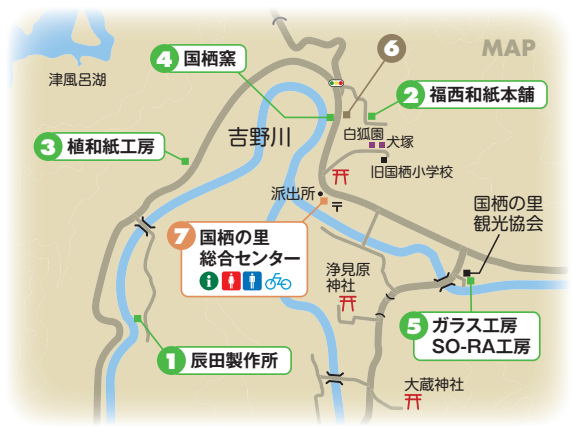 MAP
津風呂湖
4 国栖窯
6
2 福西和紙本舗
吉野川
白狐園
犬塚
3 植和紙工房
旧国栖小学校
派出所
〒
国栖の里
観光協会
7 国栖の里
総合センター
i
浄見原
神社
5 ガラス工房
SO-RA工房
1 辰田製作所
大蔵神社